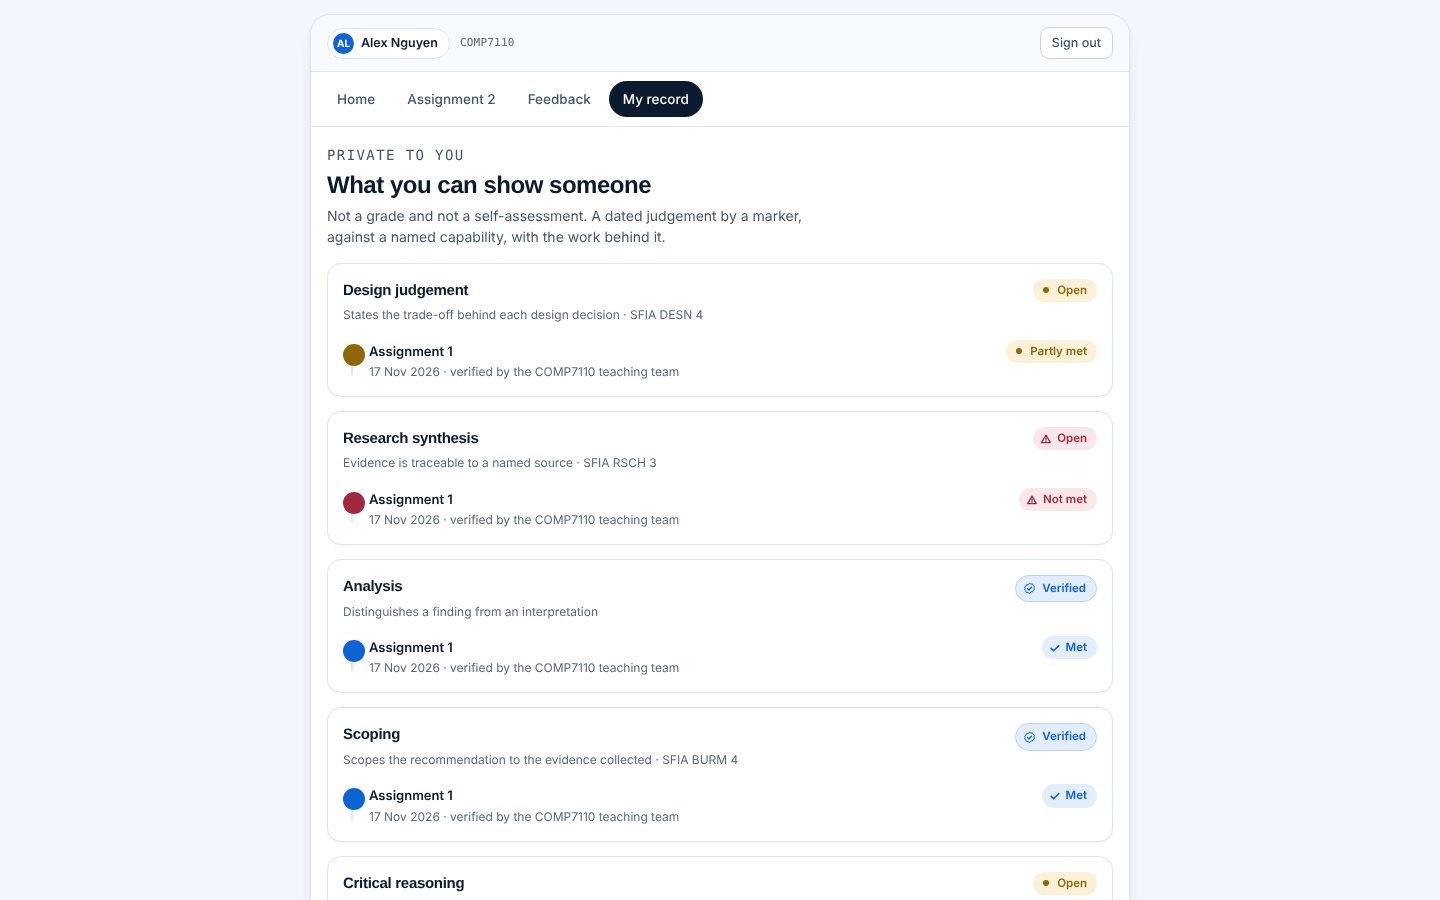 AL Alex Nguyen COMP7110 Sign out
Home Assignment 2 Feedback My record
PRIVATE TO YOU
What you can show someone
Not a grade and not a self-assessment. A dated judgement by a marker,
against a named capability, with the work behind it.
Design judgement Open
States the trade-off behind each design decision · SFIA DESN 4
Assignment 1 Partly met
17 Nov 2026 · verified by the COMP7110 teaching team
Research synthesis Open
Evidence is traceable to a named source · SFIA RSCH 3
Assignment 1 Not met
17 Nov 2026 · verified by the COMP7110 teaching team
Analysis Verified
Distinguishes a finding from an interpretation
Assignment 1 Met
17 Nov 2026 · verified by the COMP7110 teaching team
Scoping Verified
Scopes the recommendation to the evidence collected · SFIA BURM 4
Assignment 1 Met
17 Nov 2026 · verified by the COMP7110 teaching team
Critical reasoning Open